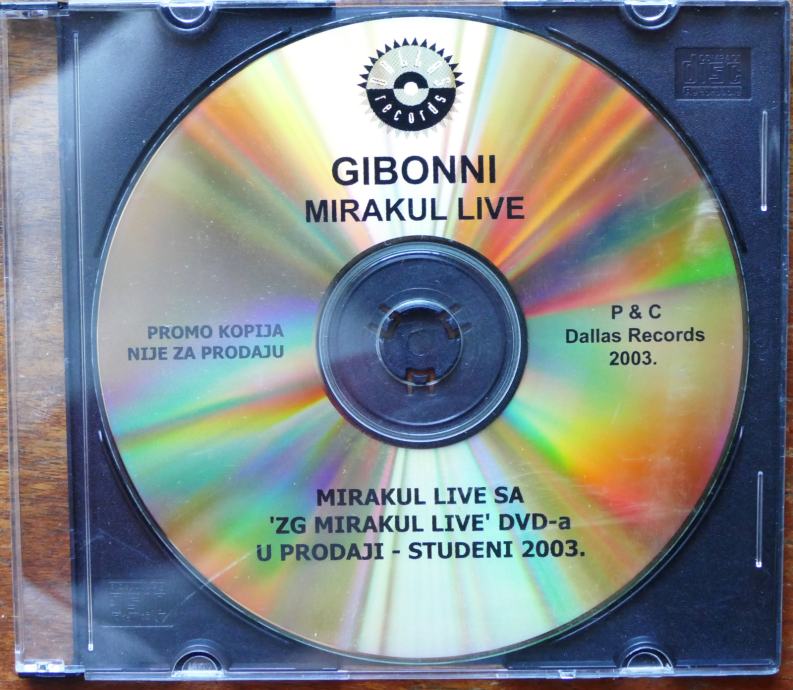 DALLAS
records
GIBONNI
MIRAKUL LIVE
PROMO KOPIJA
NIJE ZA PRODAJU
P & C
Dallas Records
2003.
MIRAKUL LIVE SA
'ZG MIRAKUL LIVE' DVD-a
U PRODAJI - STUDENI 2003.